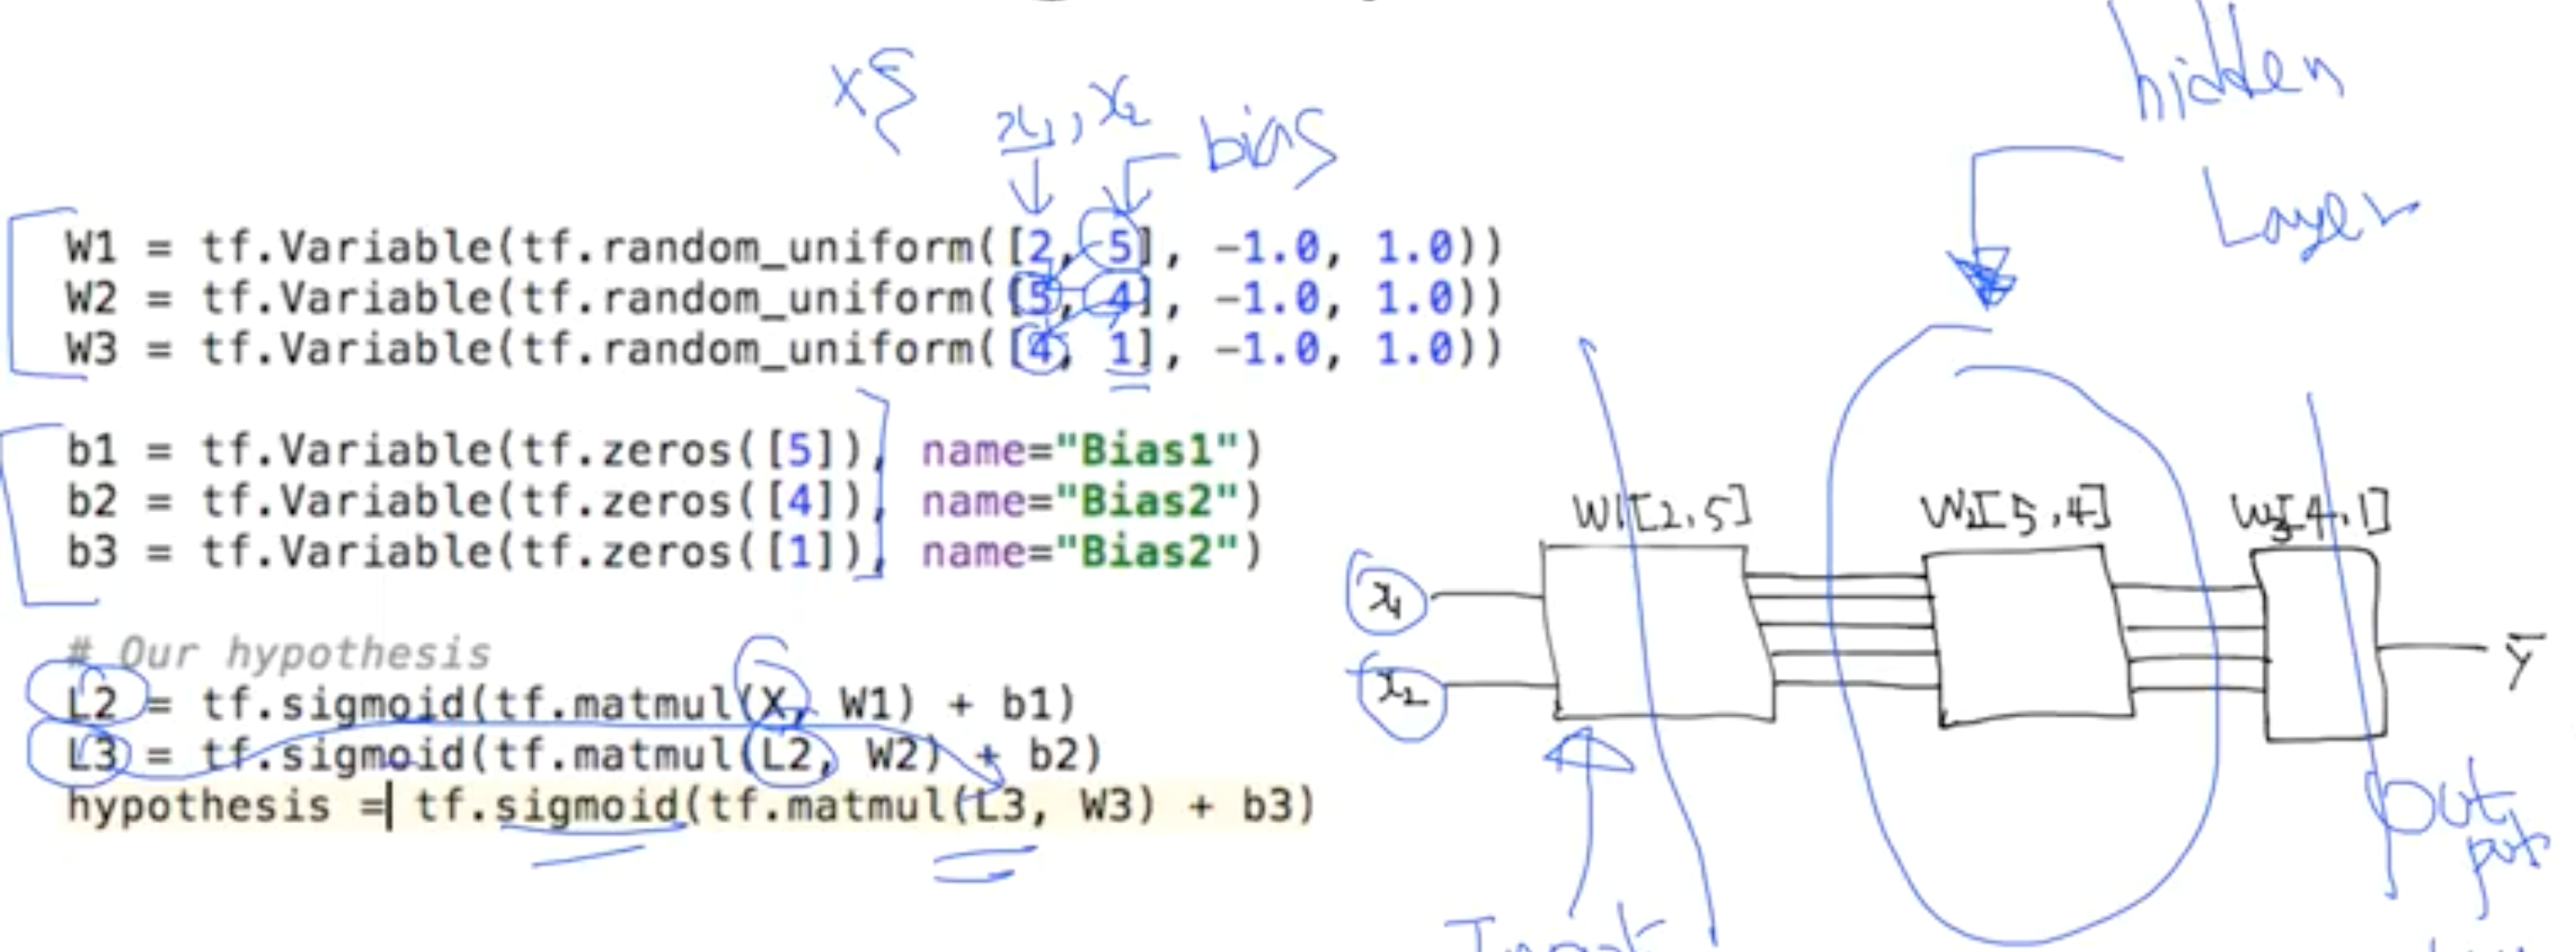 hidden
Layer
x
x1, x2
bias
W1 = tf.Variable(tf.random_uniform([2, 5], -1.0, 1.0))
W2 = tf.Variable(tf.random_uniform([5, 4], -1.0, 1.0))
W3 = tf.Variable(tf.random_uniform([4, 1], -1.0, 1.0))
b1 = tf.Variable(tf.zeros([5]), name="Bias1")
b2 = tf.Variable(tf.zeros([4]), name="Bias2")
b3 = tf.Variable(tf.zeros([1]), name="Bias2")
# Our hypothesis
L2 = tf.sigmoid(tf.matmul(X, W1) + b1)
L3 = tf.sigmoid(tf.matmul(L2, W2) + b2)
hypothesis = tf.sigmoid(tf.matmul(L3, W3) + b3)
W1[2,5] W2[5,4] W3[4,1]
x1
x2
Y
Input
Out
put